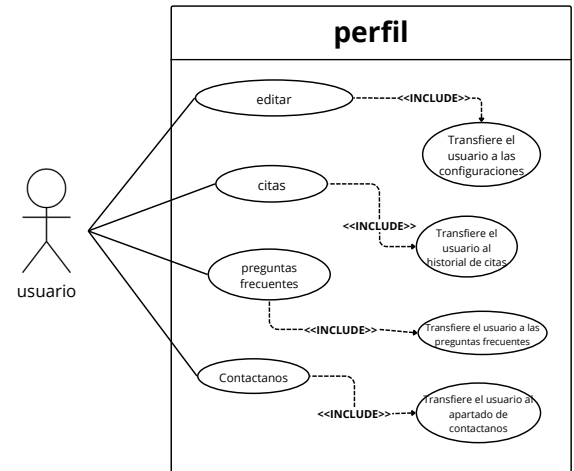 perfil
editar
<<INCLUDE>>
Transfiere el
usuario a las
configuraciones
citas
<<INCLUDE>>
Transfiere el
usuario al
historial de citas
usuario
preguntas
frecuentes
<<INCLUDE>>
Transfiere el usuario a las
preguntas frecuentes
Contactanos
<<INCLUDE>>
Transfiere el usuario al
apartado de
contactanos